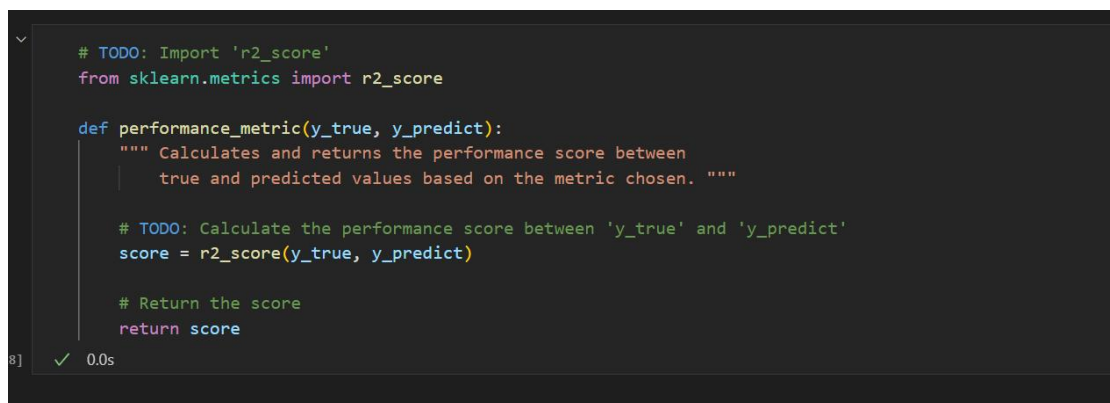 # TODO: Import 'r2_score'
from sklearn.metrics import r2_score
def performance_metric(y_true, y_predict):
""" Calculates and returns the performance score between
true and predicted values based on the metric chosen. """
# TODO: Calculate the performance score between 'y_true' and 'y_predict'
score = r2_score(y_true, y_predict)
# Return the score
return score
8] ✓ 0.0s